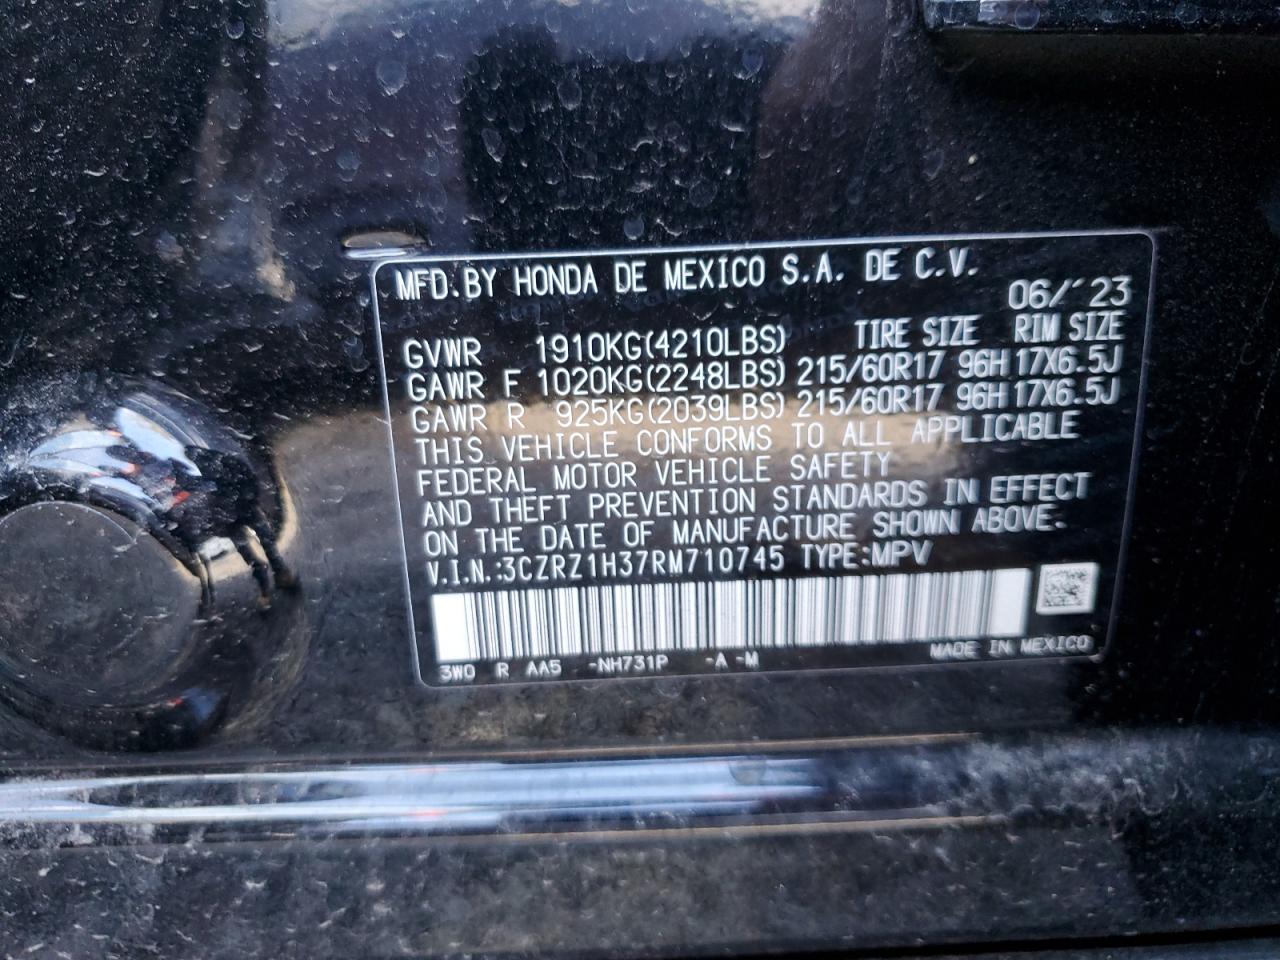 MFD.BY HONDA DE MEXICO S.A. DE C.V.
06/'23
GVWR 1910KG(4210LBS) TIRE SIZE RIM SIZE
GAWR F 1020KG(2248LBS) 215/60R17 96H 17X6.5J
GAWR R 925KG(2039LBS) 215/60R17 96H 17X6.5J
THIS VEHICLE CONFORMS TO ALL APPLICABLE
FEDERAL MOTOR VEHICLE SAFETY
AND THEFT PREVENTION STANDARDS IN EFFECT
ON THE DATE OF MANUFACTURE SHOWN ABOVE.
V.I.N.:3CZRZ1H37RM710745 TYPE:MPV
3W0 R AA5 -NH731P -A -M MADE IN MEXICO